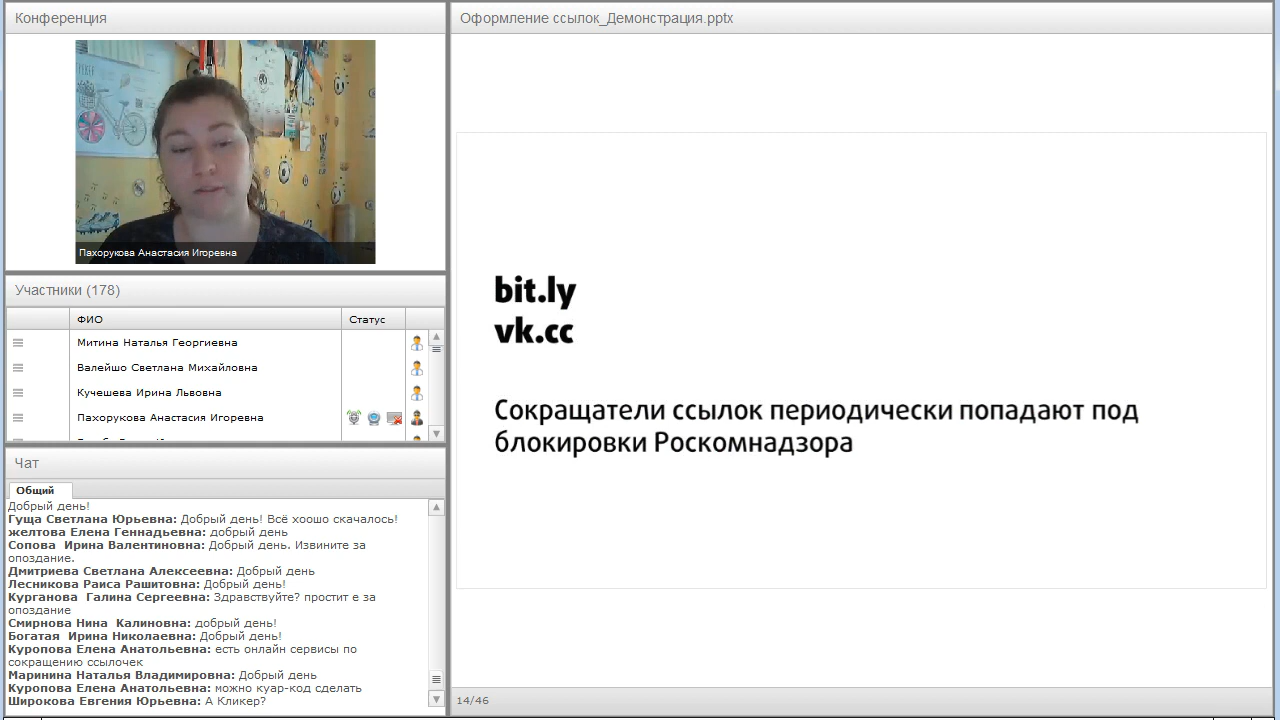 Конференция
Пахорукова Анастасия Игоревна
Участники (178)
ФИО
Статус
Митина Наталья Георгиевна
Валейшо Светлана Михайловна
Кучешева Ирина Львовна
Пахорукова Анастасия Игоревна
Чат
Общий
Добрый день!
Гуща Светлана Юрьевна: Добрый день! Всё хоошо скачалось!
желтова Елена Геннадьевна: добрый день
Сопова Ирина Валентиновна: Добрый день. Извините за
опоздание.
Дмитриева Светлана Алексеевна: Добрый день
Лесникова Раиса Рашитовна: Добрый день!
Курганова Галина Сергеевна: Здравствуйте? простит е за
опоздание
Смирнова Нина Калиновна: добрый день!
Богатая Ирина Николаевна: Добрый день!
Куропова Елена Анатольевна: есть онлайн сервисы по
сокращению ссылочек
Маринина Наталья Владимировна: Добрый день
Куропова Елена Анатольевна: можно куар-код сделать
Широкова Евгения Юрьевна: А Кликер?
Оформление ссылок_Демонстрация.pptx
bit.ly
vk.cc
Сокращатели ссылок периодически попадают под
блокировки Роскомнадзора
14/46